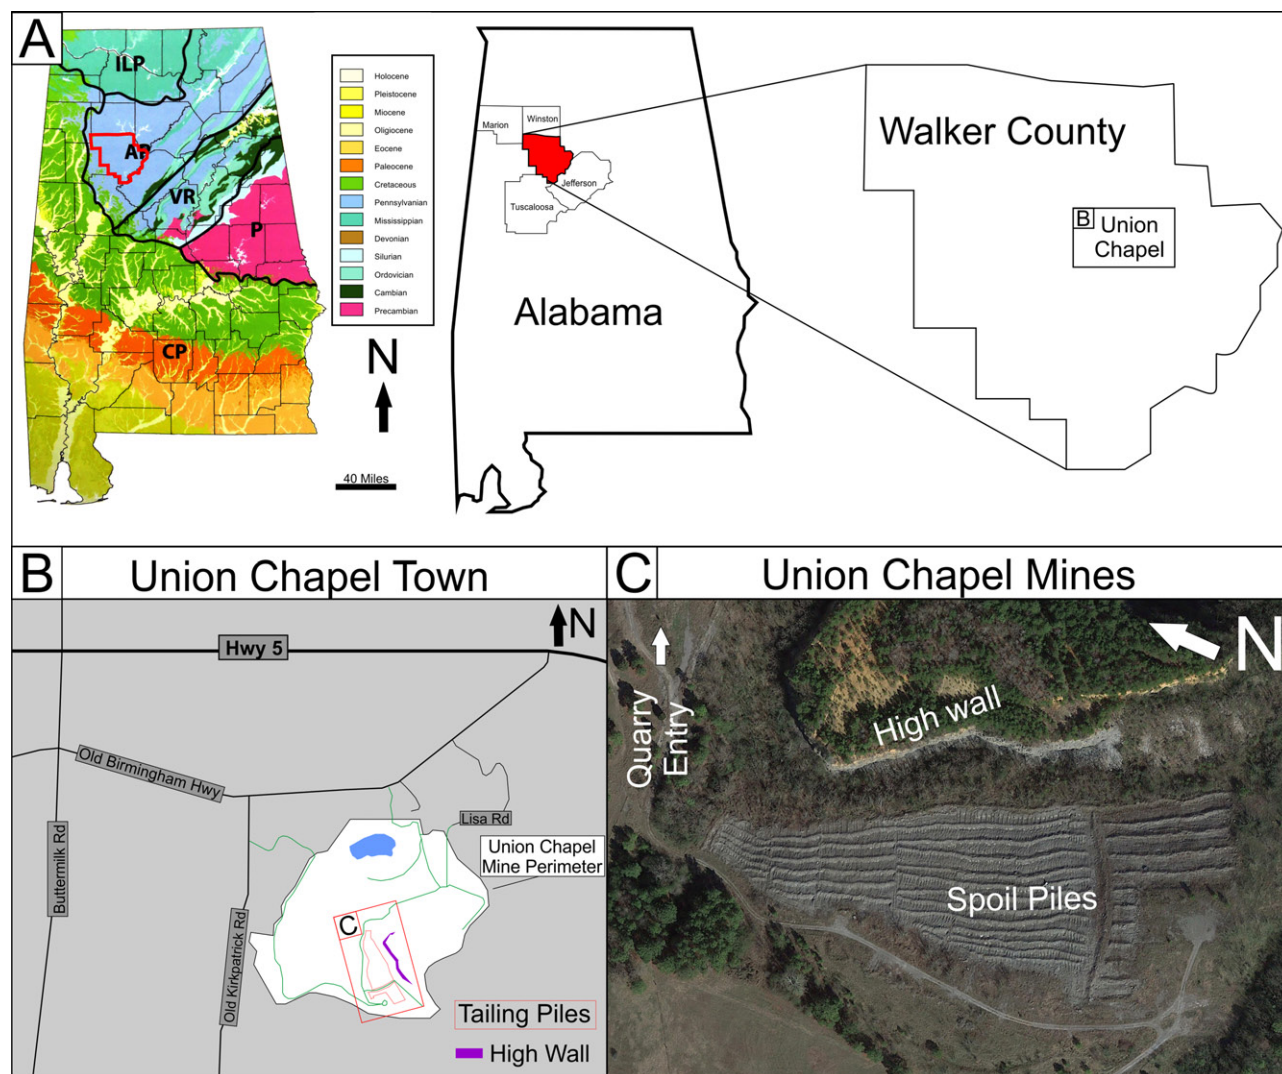 A
ILP
AP
VR
P
CP
Holocene
Pleistocene
Miocene
Oligiocene
Eocene
Paleocene
Cretaceous
Pennsylvanian
Mississippian
Devonian
Silurian
Ordovician
Cambian
Precambrian
N
40 Miles
Marion
Winston
Jefferson
Tuscaloosa
Alabama
Walker County
B
Union
Chapel
B
Union Chapel Town
N
Hwy 5
Old Birmingham Hwy
Buttermilk Rd
Old Kirkpatrick Rd
Lisa Rd
Union Chapel
Mine Perimeter
C
Tailing Piles
High Wall
C
Union Chapel Mines
N
Quarry
Entry
High wall
Spoil Piles